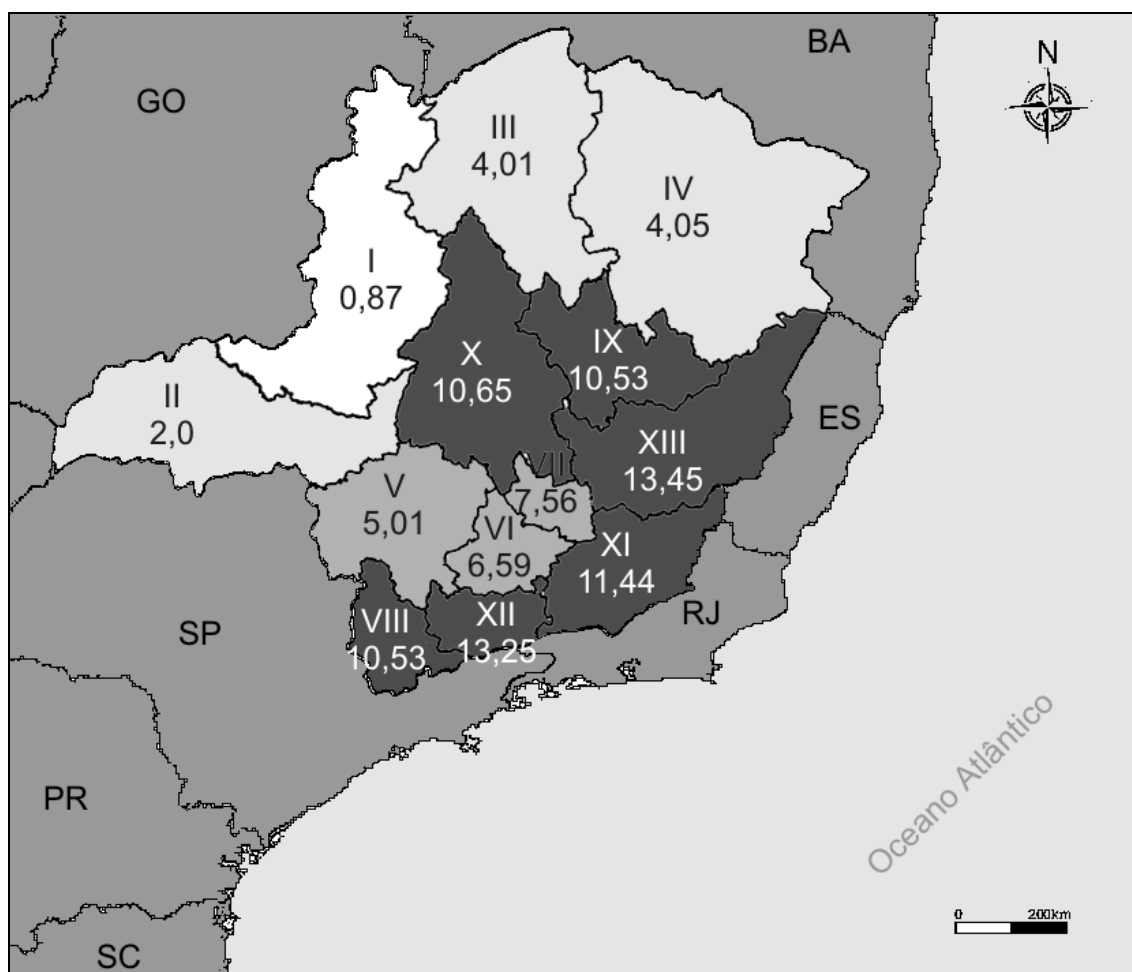 BA
N
GO
III
4,01
IV
4,05
I
0,87
IX
10,53
X
10,65
II
2,0
ES
XIII
13,45
VII
7,56
V
5,01
VI
6,59
XI
11,44
RJ
SP
VIII
10,53
XII
13,25
Oceano Atlântico
PR
0 200km
SC